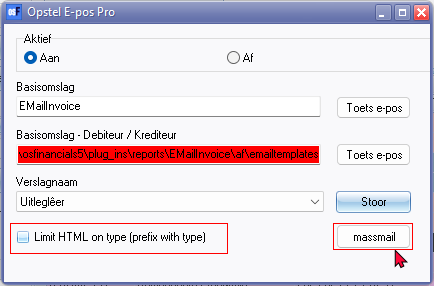 Opstel E-pos Pro
Aktief
Aan
Af
Basisomslag
EMailInvoice
Toets e-pos
Basisomslag - Debiteur / Krediteur
\osfinancials5\plug_ins\reports\EMailInvoice\af\emailtemplates
Toets e-pos
Verslagnaam
Uitleglêer
Stoor
Limit HTML on type (prefix with type)
massmail